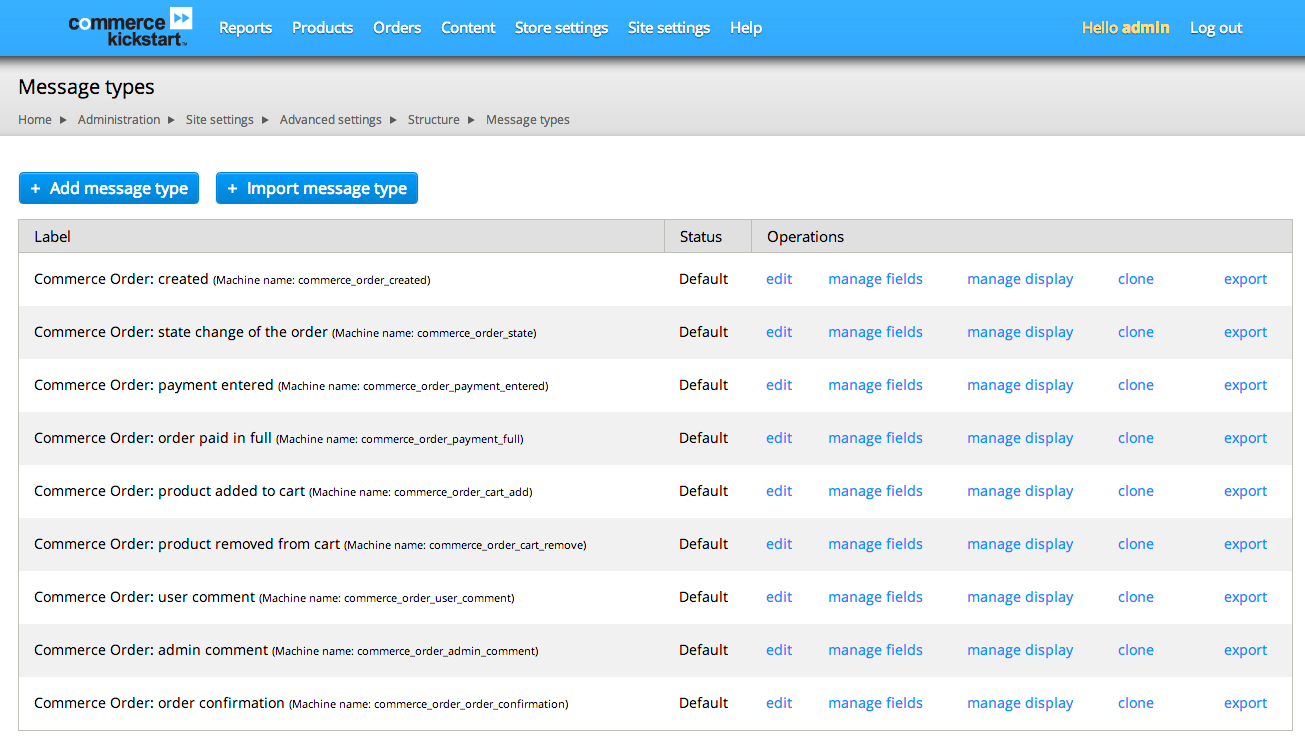 commerce kickstart™ Reports Products Orders Content Store settings Site settings Help Hello admin Log out
Message types
Home ▶ Administration ▶ Site settings ▶ Advanced settings ▶ Structure ▶ Message types
+ Add message type + Import message type
Label Status Operations
Commerce Order: created (Machine name: commerce_order_created) Default edit manage fields manage display clone export
Commerce Order: state change of the order (Machine name: commerce_order_state) Default edit manage fields manage display clone export
Commerce Order: payment entered (Machine name: commerce_order_payment_entered) Default edit manage fields manage display clone export
Commerce Order: order paid in full (Machine name: commerce_order_payment_full) Default edit manage fields manage display clone export
Commerce Order: product added to cart (Machine name: commerce_order_cart_add) Default edit manage fields manage display clone export
Commerce Order: product removed from cart (Machine name: commerce_order_cart_remove) Default edit manage fields manage display clone export
Commerce Order: user comment (Machine name: commerce_order_user_comment) Default edit manage fields manage display clone export
Commerce Order: admin comment (Machine name: commerce_order_admin_comment) Default edit manage fields manage display clone export
Commerce Order: order confirmation (Machine name: commerce_order_order_confirmation) Default edit manage fields manage display clone export